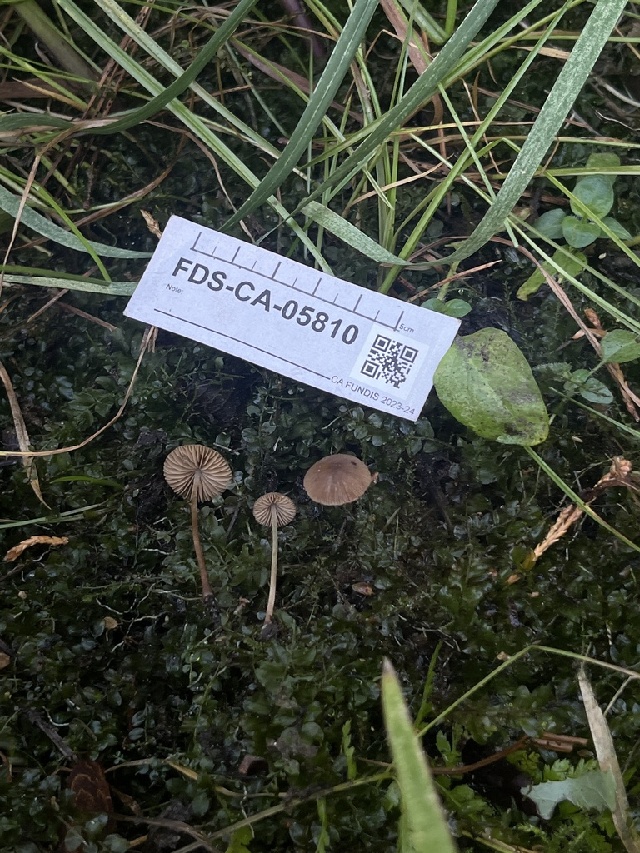 5cm
FDS-CA-05810
Note:
CA FUNDIS 2023-24